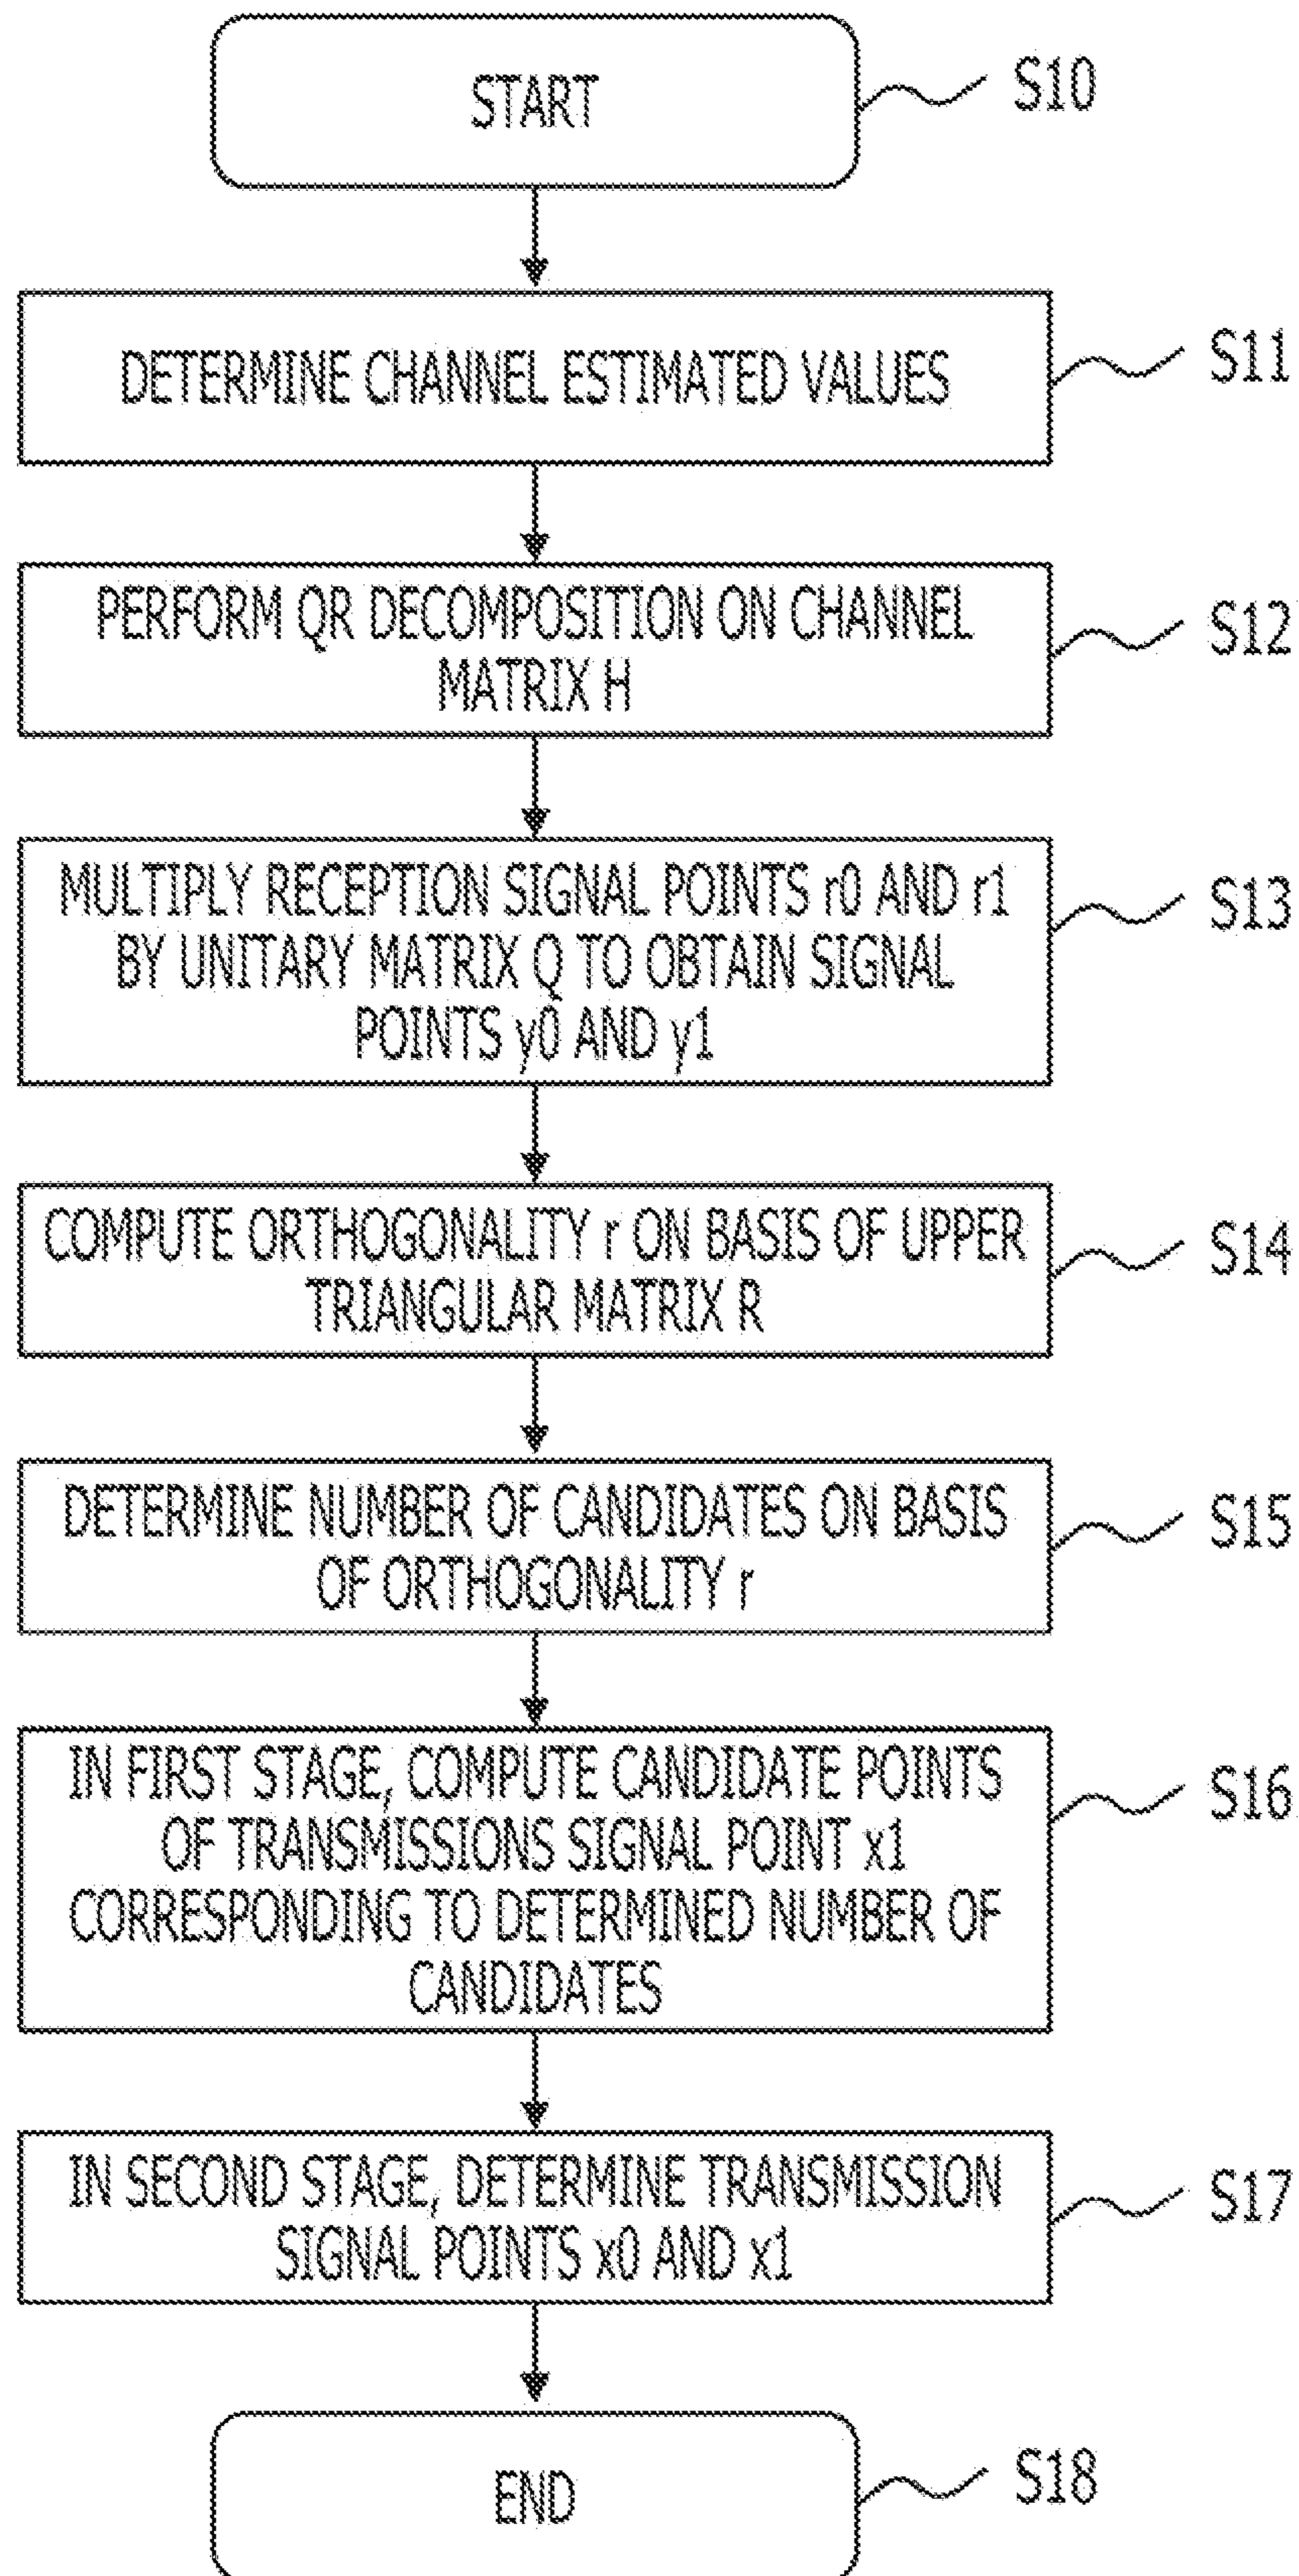 START
S10
DETERMINE CHANNEL ESTIMATED VALUES
S11
PERFORM QR DECOMPOSITION ON CHANNEL
MATRIX H
S12
MULTIPLY RECEPTION SIGNAL POINTS r0 AND r1
BY UNITARY MATRIX Q TO OBTAIN SIGNAL
POINTS y0 AND y1
S13
COMPUTE ORTHOGONALITY r ON BASIS OF UPPER
TRIANGULAR MATRIX R
S14
DETERMINE NUMBER OF CANDIDATES ON BASIS
OF ORTHOGONALITY r
S15
IN FIRST STAGE, COMPUTE CANDIDATE POINTS
OF TRANSMISSIONS SIGNAL POINT x1
CORRESPONDING TO DETERMINED NUMBER OF
CANDIDATES
S16
IN SECOND STAGE, DETERMINE TRANSMISSION
SIGNAL POINTS x0 AND x1
S17
END
S18